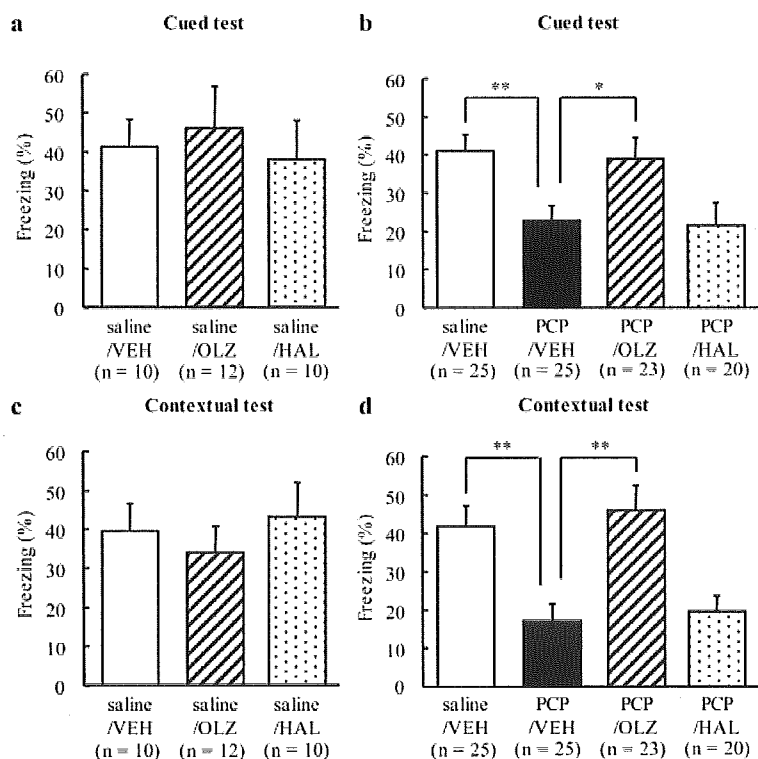 a
Cued test
60
50
40
30
20
10
0
Freezing (%)
saline saline saline
/VEH /OLZ /HAL
(n = 10) (n = 12) (n = 10)
b
Cued test
60
50
40
30
20
10
0
Freezing (%)
** *
saline PCP PCP PCP
/VEH /VEH /OLZ /HAL
(n = 25) (n = 25) (n = 23) (n = 20)
c
Contextual test
60
50
40
30
20
10
0
Freezing (%)
saline saline saline
/VEH /OLZ /HAL
(n = 10) (n = 12) (n = 10)
d
Contextual test
60
50
40
30
20
10
0
Freezing (%)
** **
saline PCP PCP PCP
/VEH /VEH /OLZ /HAL
(n = 25) (n = 25) (n = 23) (n = 20)